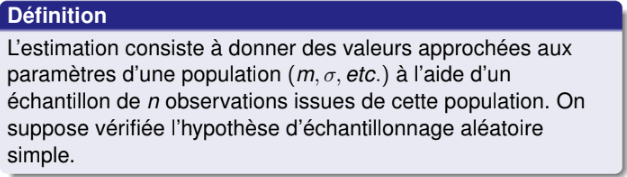 Définition
L'estimation consiste à donner des valeurs approchées aux
paramètres d'une population (m, σ, etc.) à l'aide d'un
échantillon de n observations issues de cette population. On
suppose vérifiée l'hypothèse d'échantillonnage aléatoire
simple.